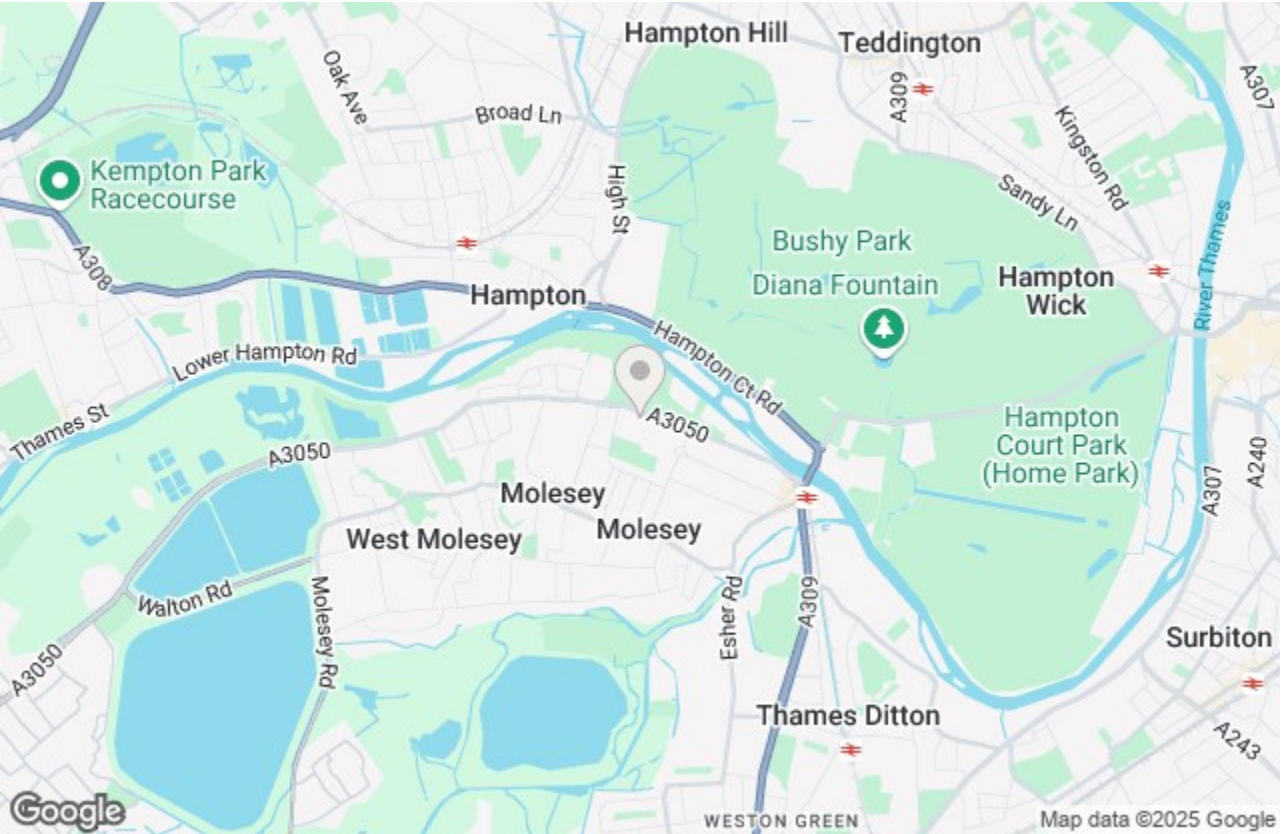 Hampton Hill
Teddington
Oak Ave
Broad Ln
A309
A307
Kingston Rd
Kempton Park
Racecourse
High St
Sandy Ln
River Thames
Bushy Park
Diana Fountain
Hampton
Wick
A308
Hampton
Hampton Ct Rd
Lower Hampton Rd
Thames St
A3050
A3050
Hampton
Court Park
(Home Park)
A307
A240
Molesey
Molesey
West Molesey
Walton Rd
Molesey Rd
Esher Rd
A309
A3050
Surbiton
Thames Ditton
A243
Google
WESTON GREEN
Map data ©2025 Google